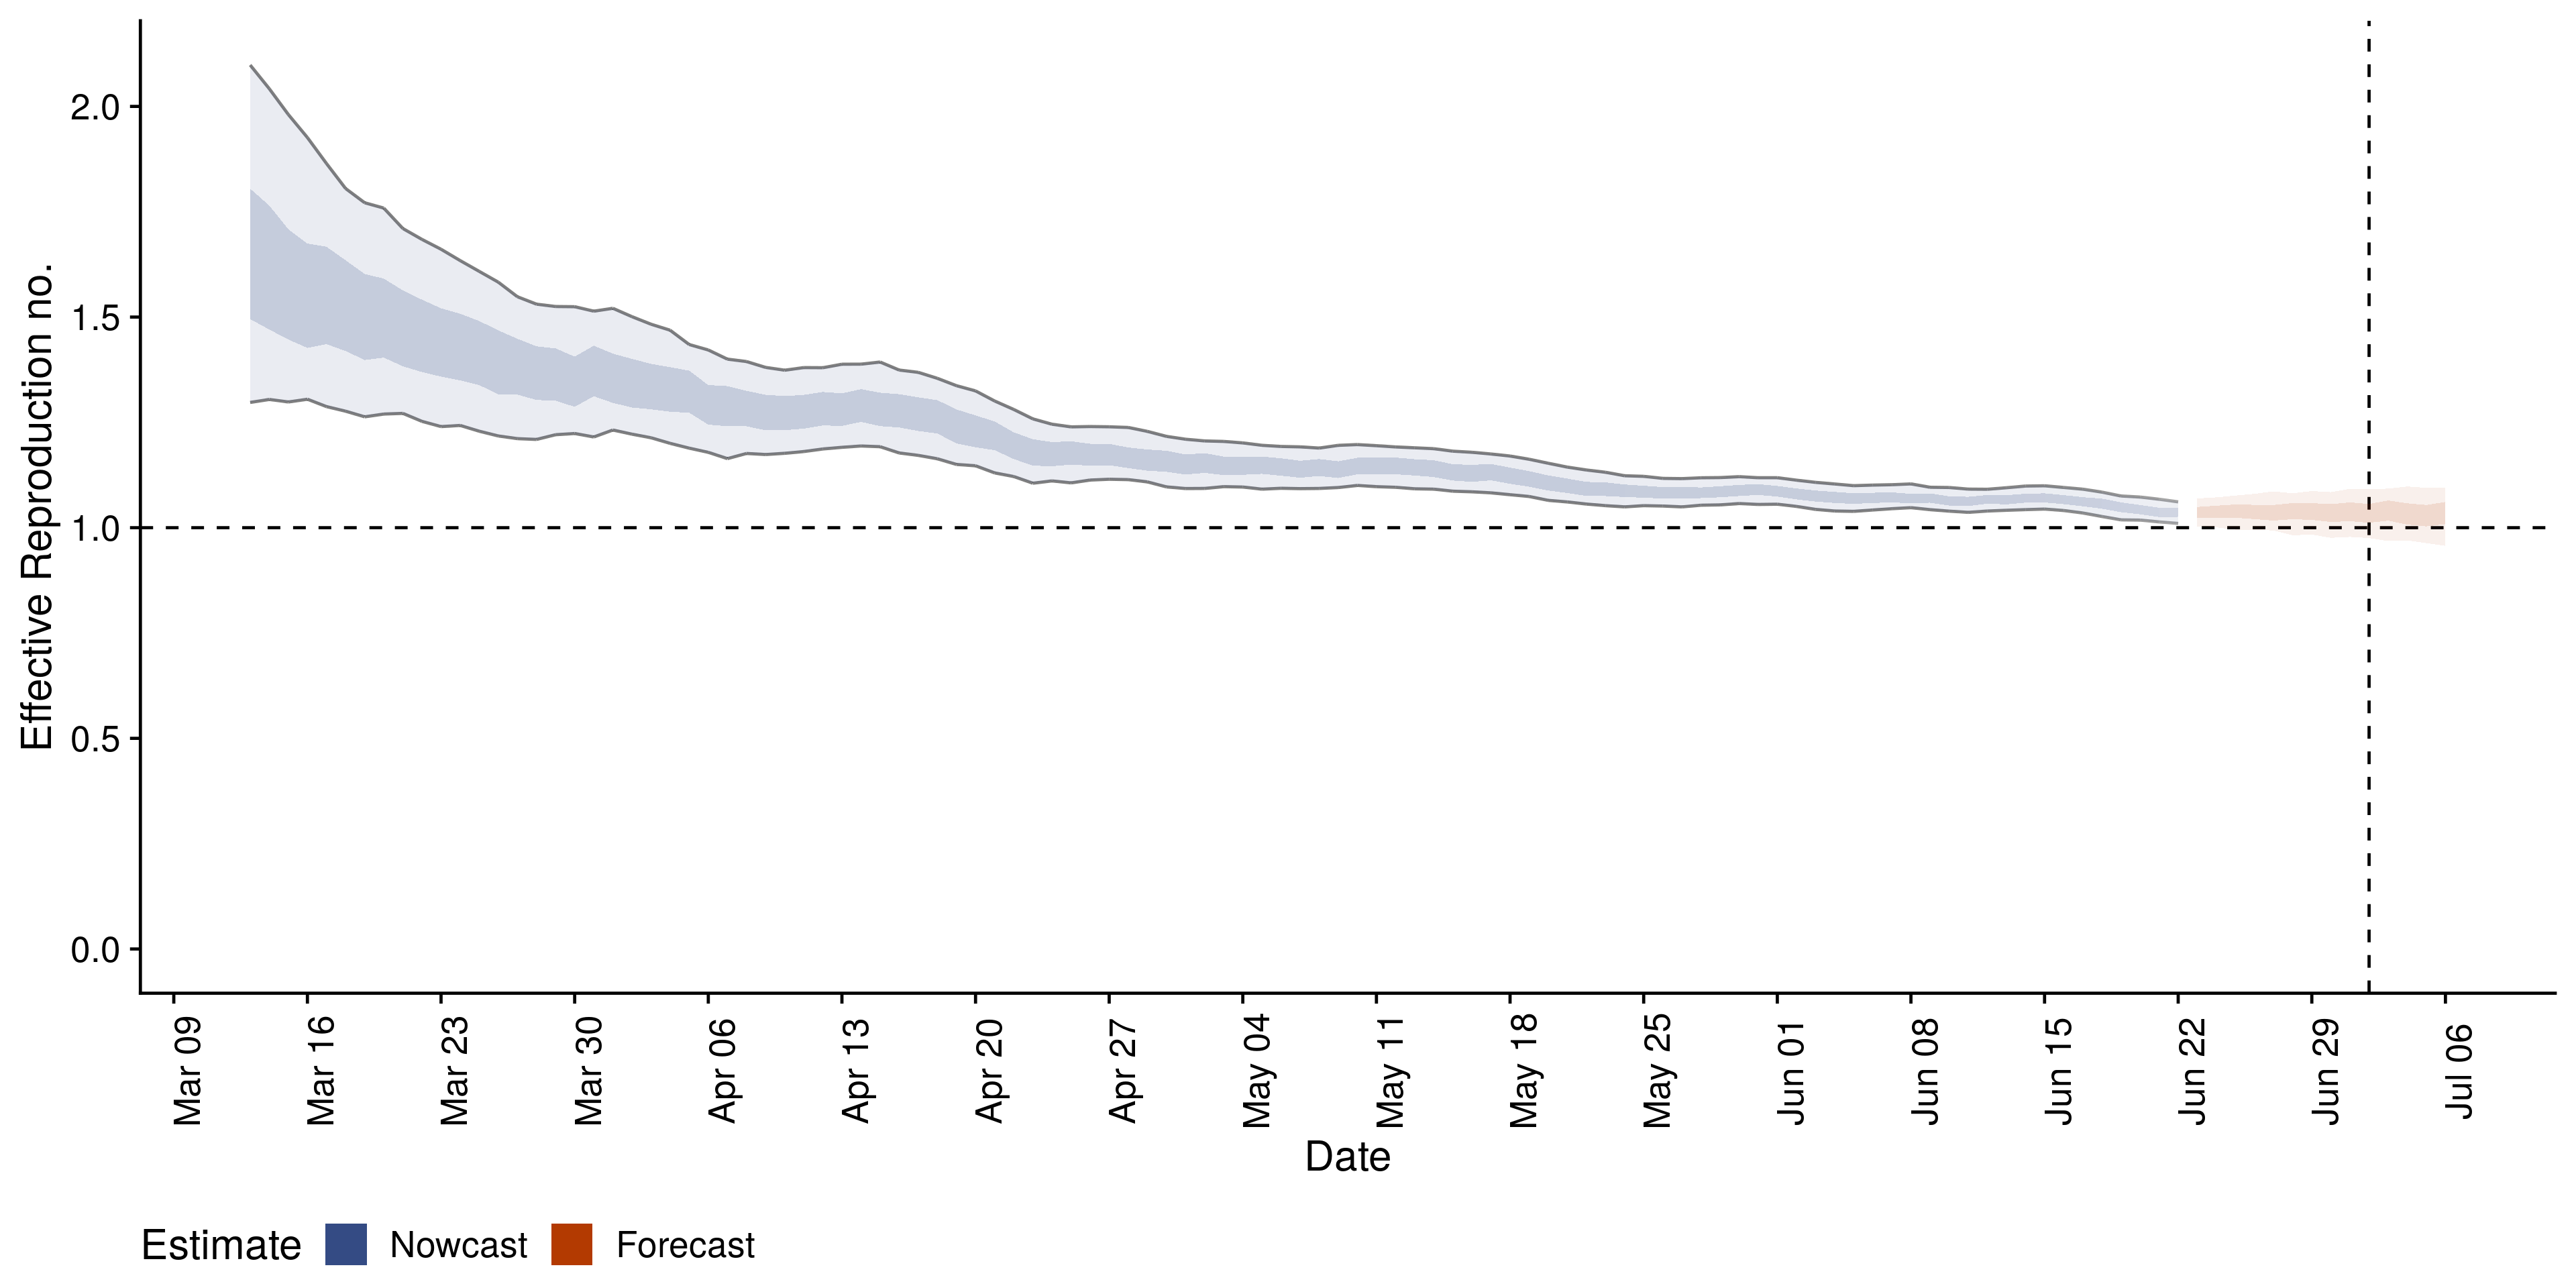 Effective Reproduction no.
2.0
1.5
1.0
0.5
0.0
Mar 09
Mar 16
Mar 23
Mar 30
Apr 06
Apr 13
Apr 20
Apr 27
May 04
May 11
May 18
May 25
Jun 01
Jun 08
Jun 15
Jun 22
Jun 29
Jul 06
Date
Estimate Nowcast Forecast